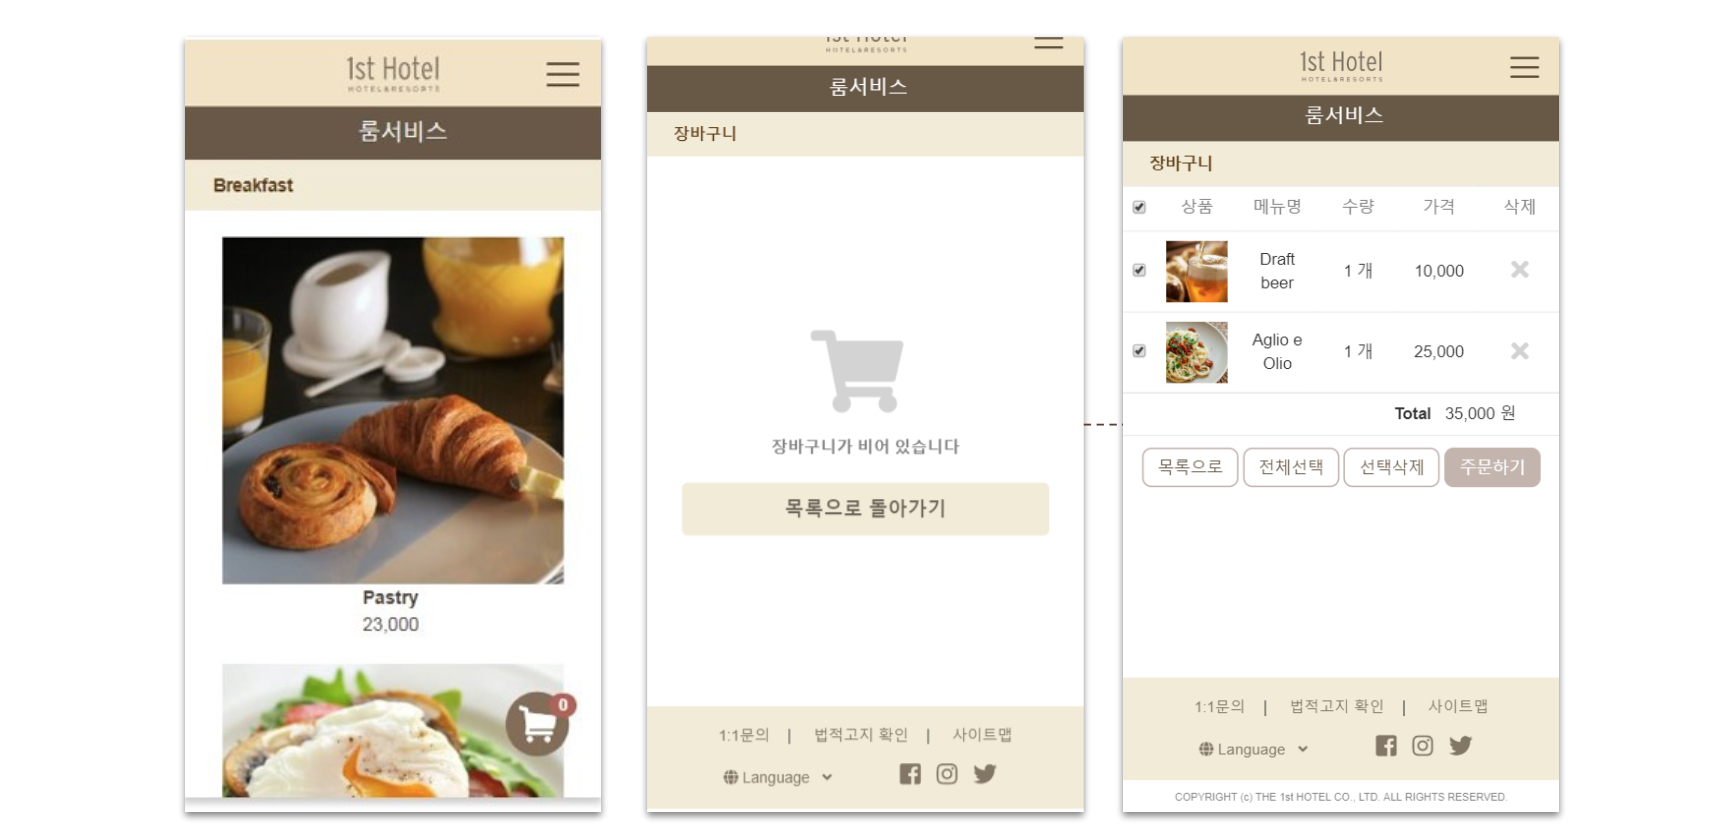 1st Hotel
HOTEL&RESORTS
룸서비스
Breakfast
Pastry
23,000
0
1st Hotel
HOTEL&RESORTS
룸서비스
장바구니
장바구니가 비어 있습니다
목록으로 돌아가기
1:1문의 | 법적고지 확인 | 사이트맵
Language
1st Hotel
HOTEL&RESORTS
룸서비스
장바구니
상품 메뉴명 수량 가격 삭제
Draft
beer
1 개 10,000
Aglio e
Olio
1 개 25,000
Total 35,000 원
목록으로 전체선택 선택삭제 주문하기
1:1문의 | 법적고지 확인 | 사이트맵
Language
COPYRIGHT (c) THE 1st HOTEL CO., LTD. ALL RIGHTS RESERVED.